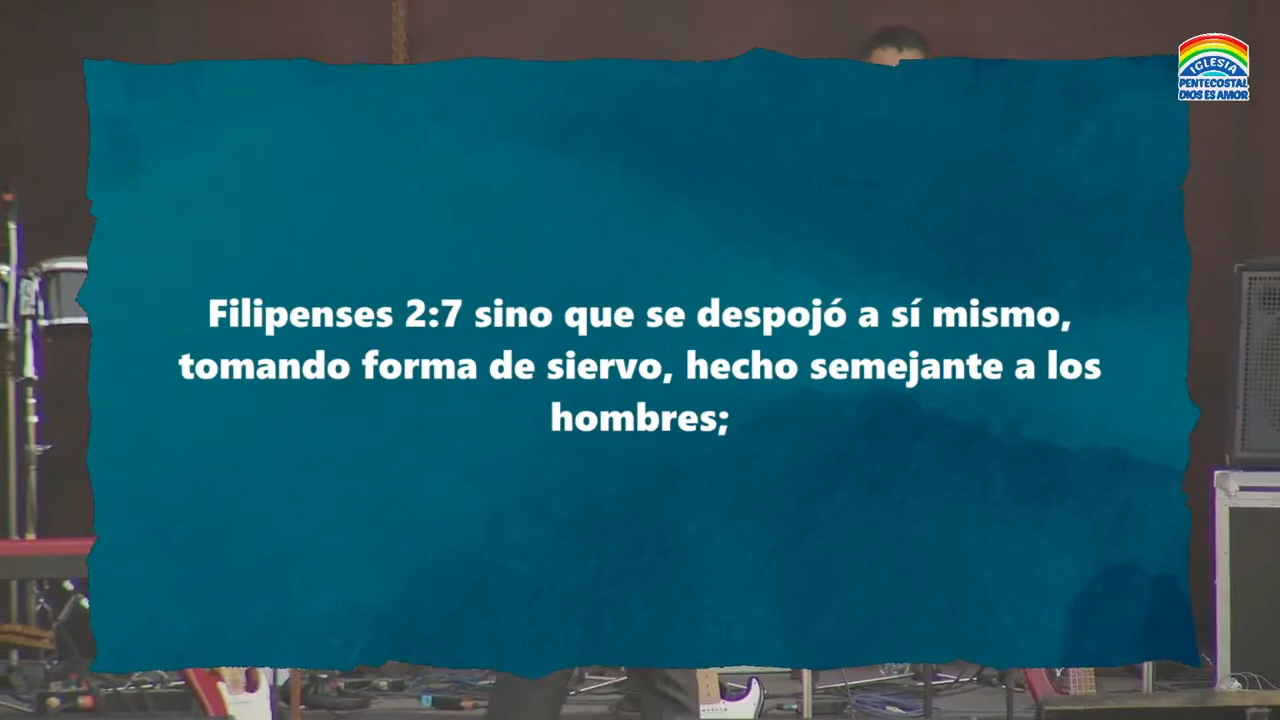 IGLESIA
PENTECOSTAL
DIOS ES AMOR
Filipenses 2:7 sino que se despojó a sí mismo,
tomando forma de siervo, hecho semejante a los
hombres;